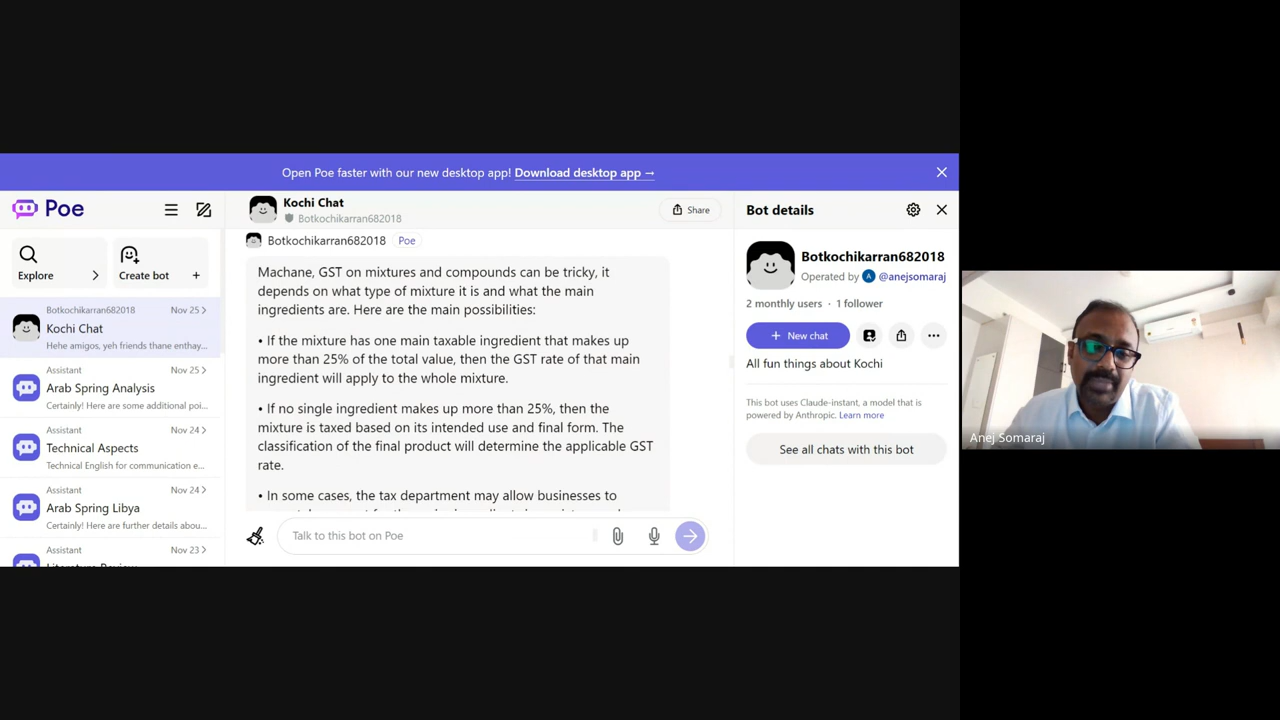 Open Poe faster with our new desktop app! Download desktop app →
Poe
Explore
Create bot +
Botkochikarran682018 Nov 25
Kochi Chat
Hehe amigos, yeh friends thane enthay...
Assistant Nov 25
Arab Spring Analysis
Certainly! Here are some additional poi...
Assistant Nov 24
Technical Aspects
Technical English for communication e...
Assistant Nov 24
Arab Spring Libya
Certainly! Here are further details abou...
Assistant Nov 23
Kochi Chat
Botkochikarran682018
Share
Botkochikarran682018 Poe
Machane, GST on mixtures and compounds can be tricky, it
depends on what type of mixture it is and what the main
ingredients are. Here are the main possibilities:
• If the mixture has one main taxable ingredient that makes up
more than 25% of the total value, then the GST rate of that main
ingredient will apply to the whole mixture.
• If no single ingredient makes up more than 25%, then the
mixture is taxed based on its intended use and final form. The
classification of the final product will determine the applicable GST
rate.
• In some cases, the tax department may allow businesses to
Talk to this bot on Poe
Bot details
Botkochikarran682018
Operated by A @anejsomaraj
2 monthly users · 1 follower
+ New chat
All fun things about Kochi
This bot uses Claude-instant, a model that is
powered by Anthropic. Learn more
See all chats with this bot
Anej Somaraj